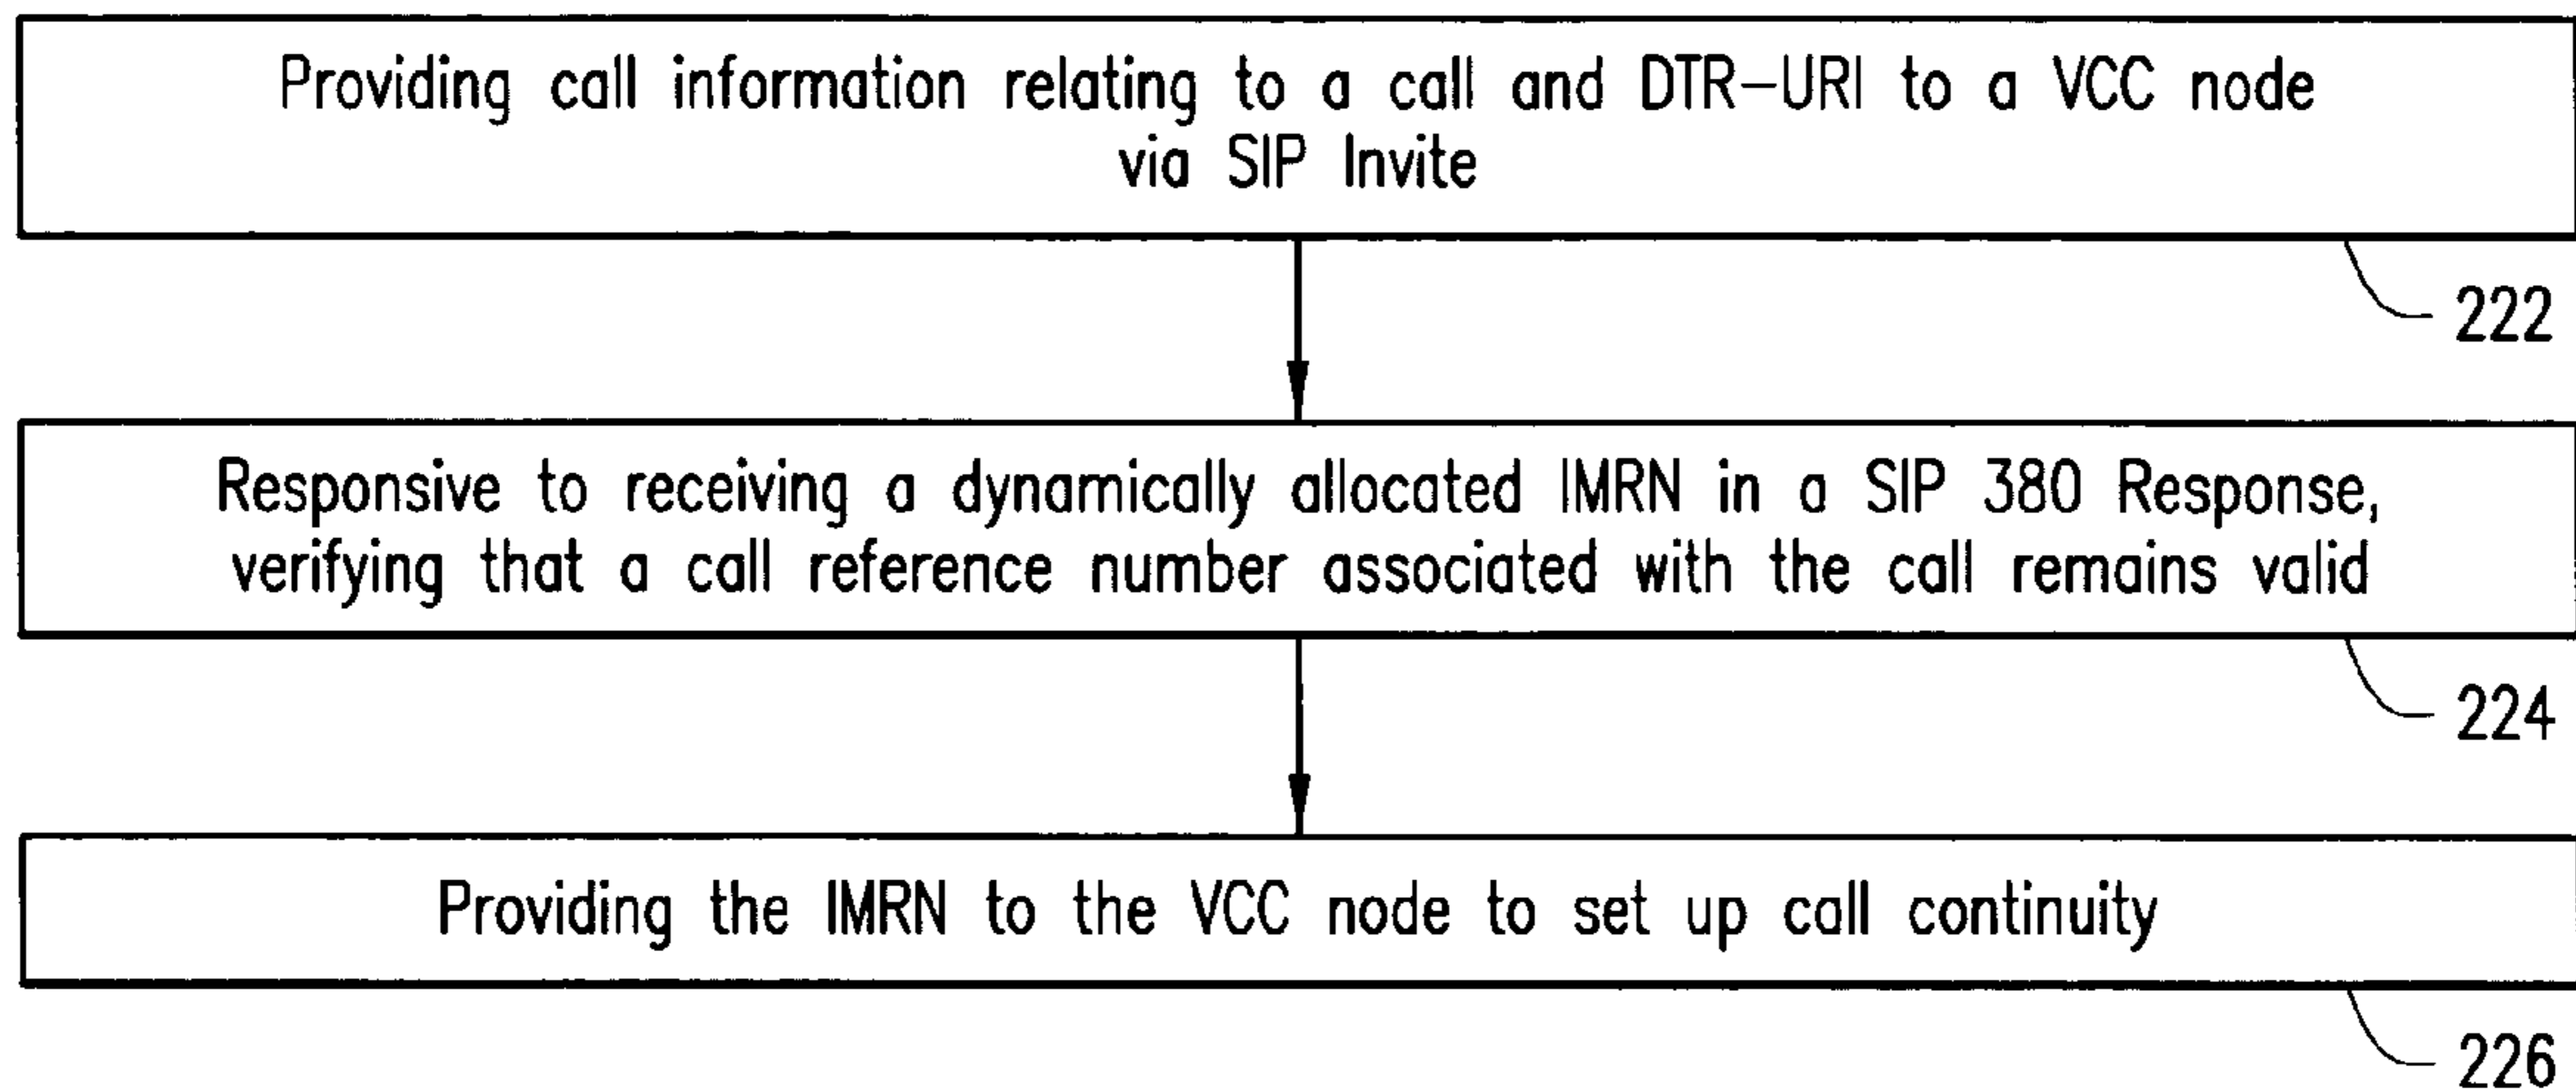 Providing call information relating to a call and DTR-URI to a VCC node
via SIP Invite
222
Responsive to receiving a dynamically allocated IMRN in a SIP 380 Response,
verifying that a call reference number associated with the call remains valid
224
Providing the IMRN to the VCC node to set up call continuity
226